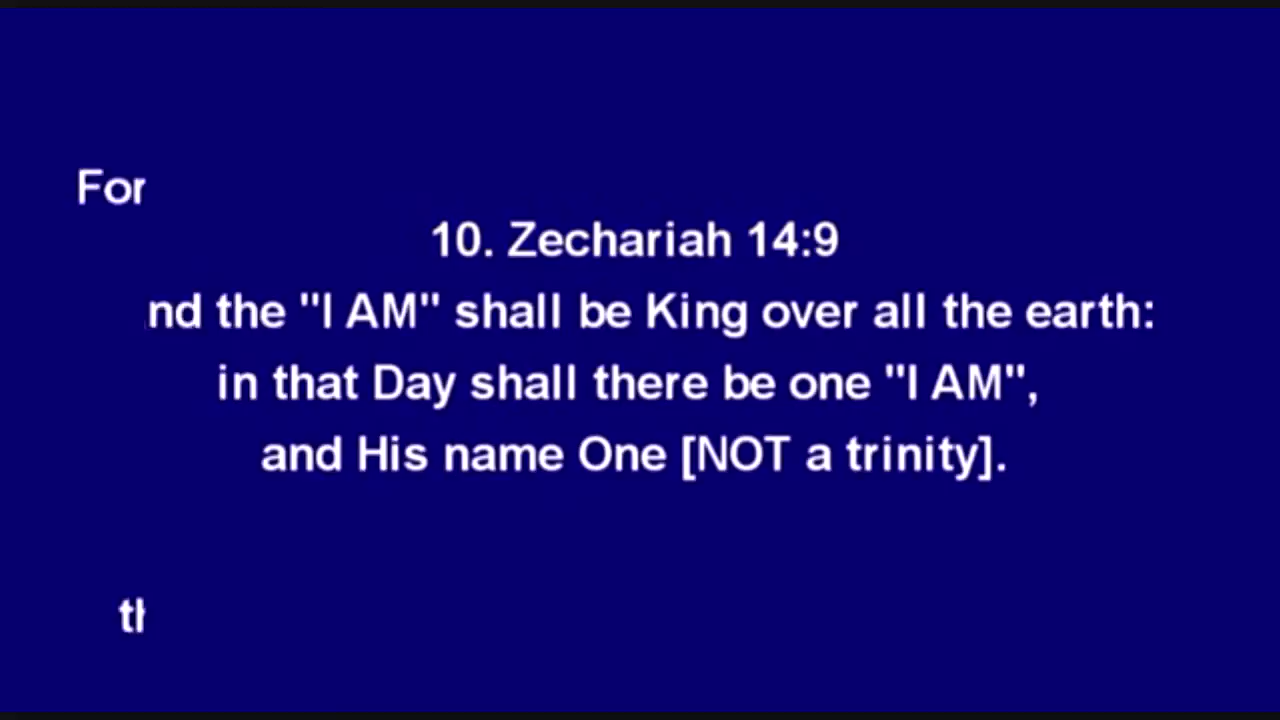 For
10. Zechariah 14:9
nd the "I AM" shall be King over all the earth:
in that Day shall there be one "I AM",
and His name One [NOT a trinity].